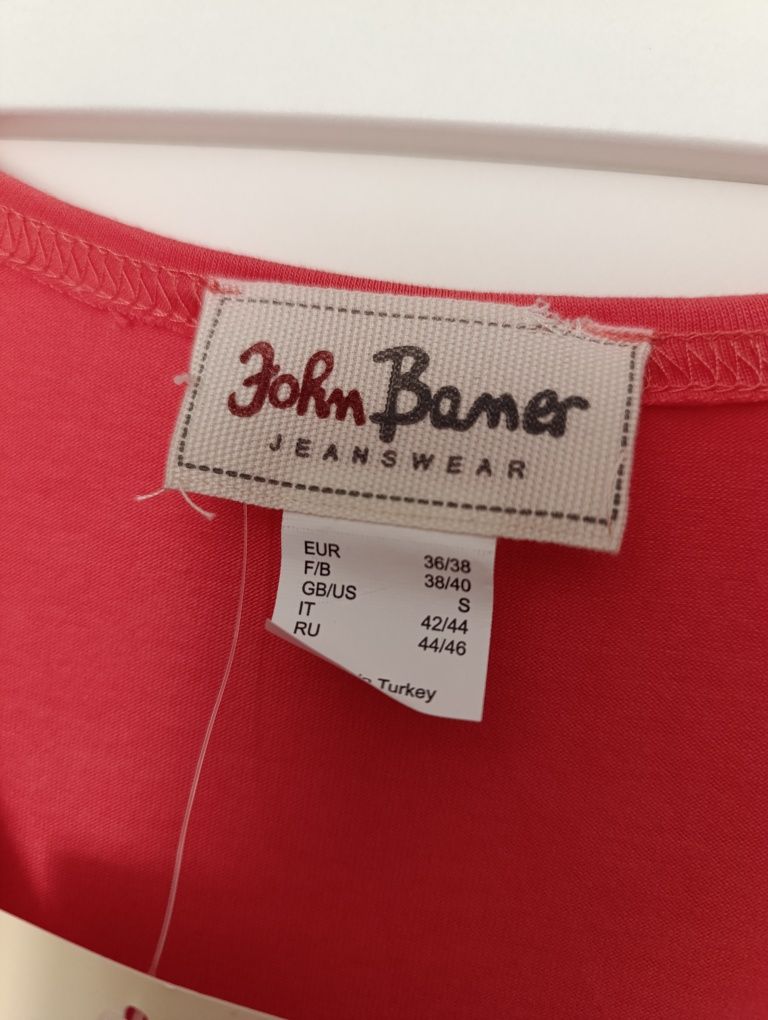 John Baner
JEANSWEAR
EUR 36/38
F/B 38/40
GB/US S
IT 42/44
RU 44/46
Turkey